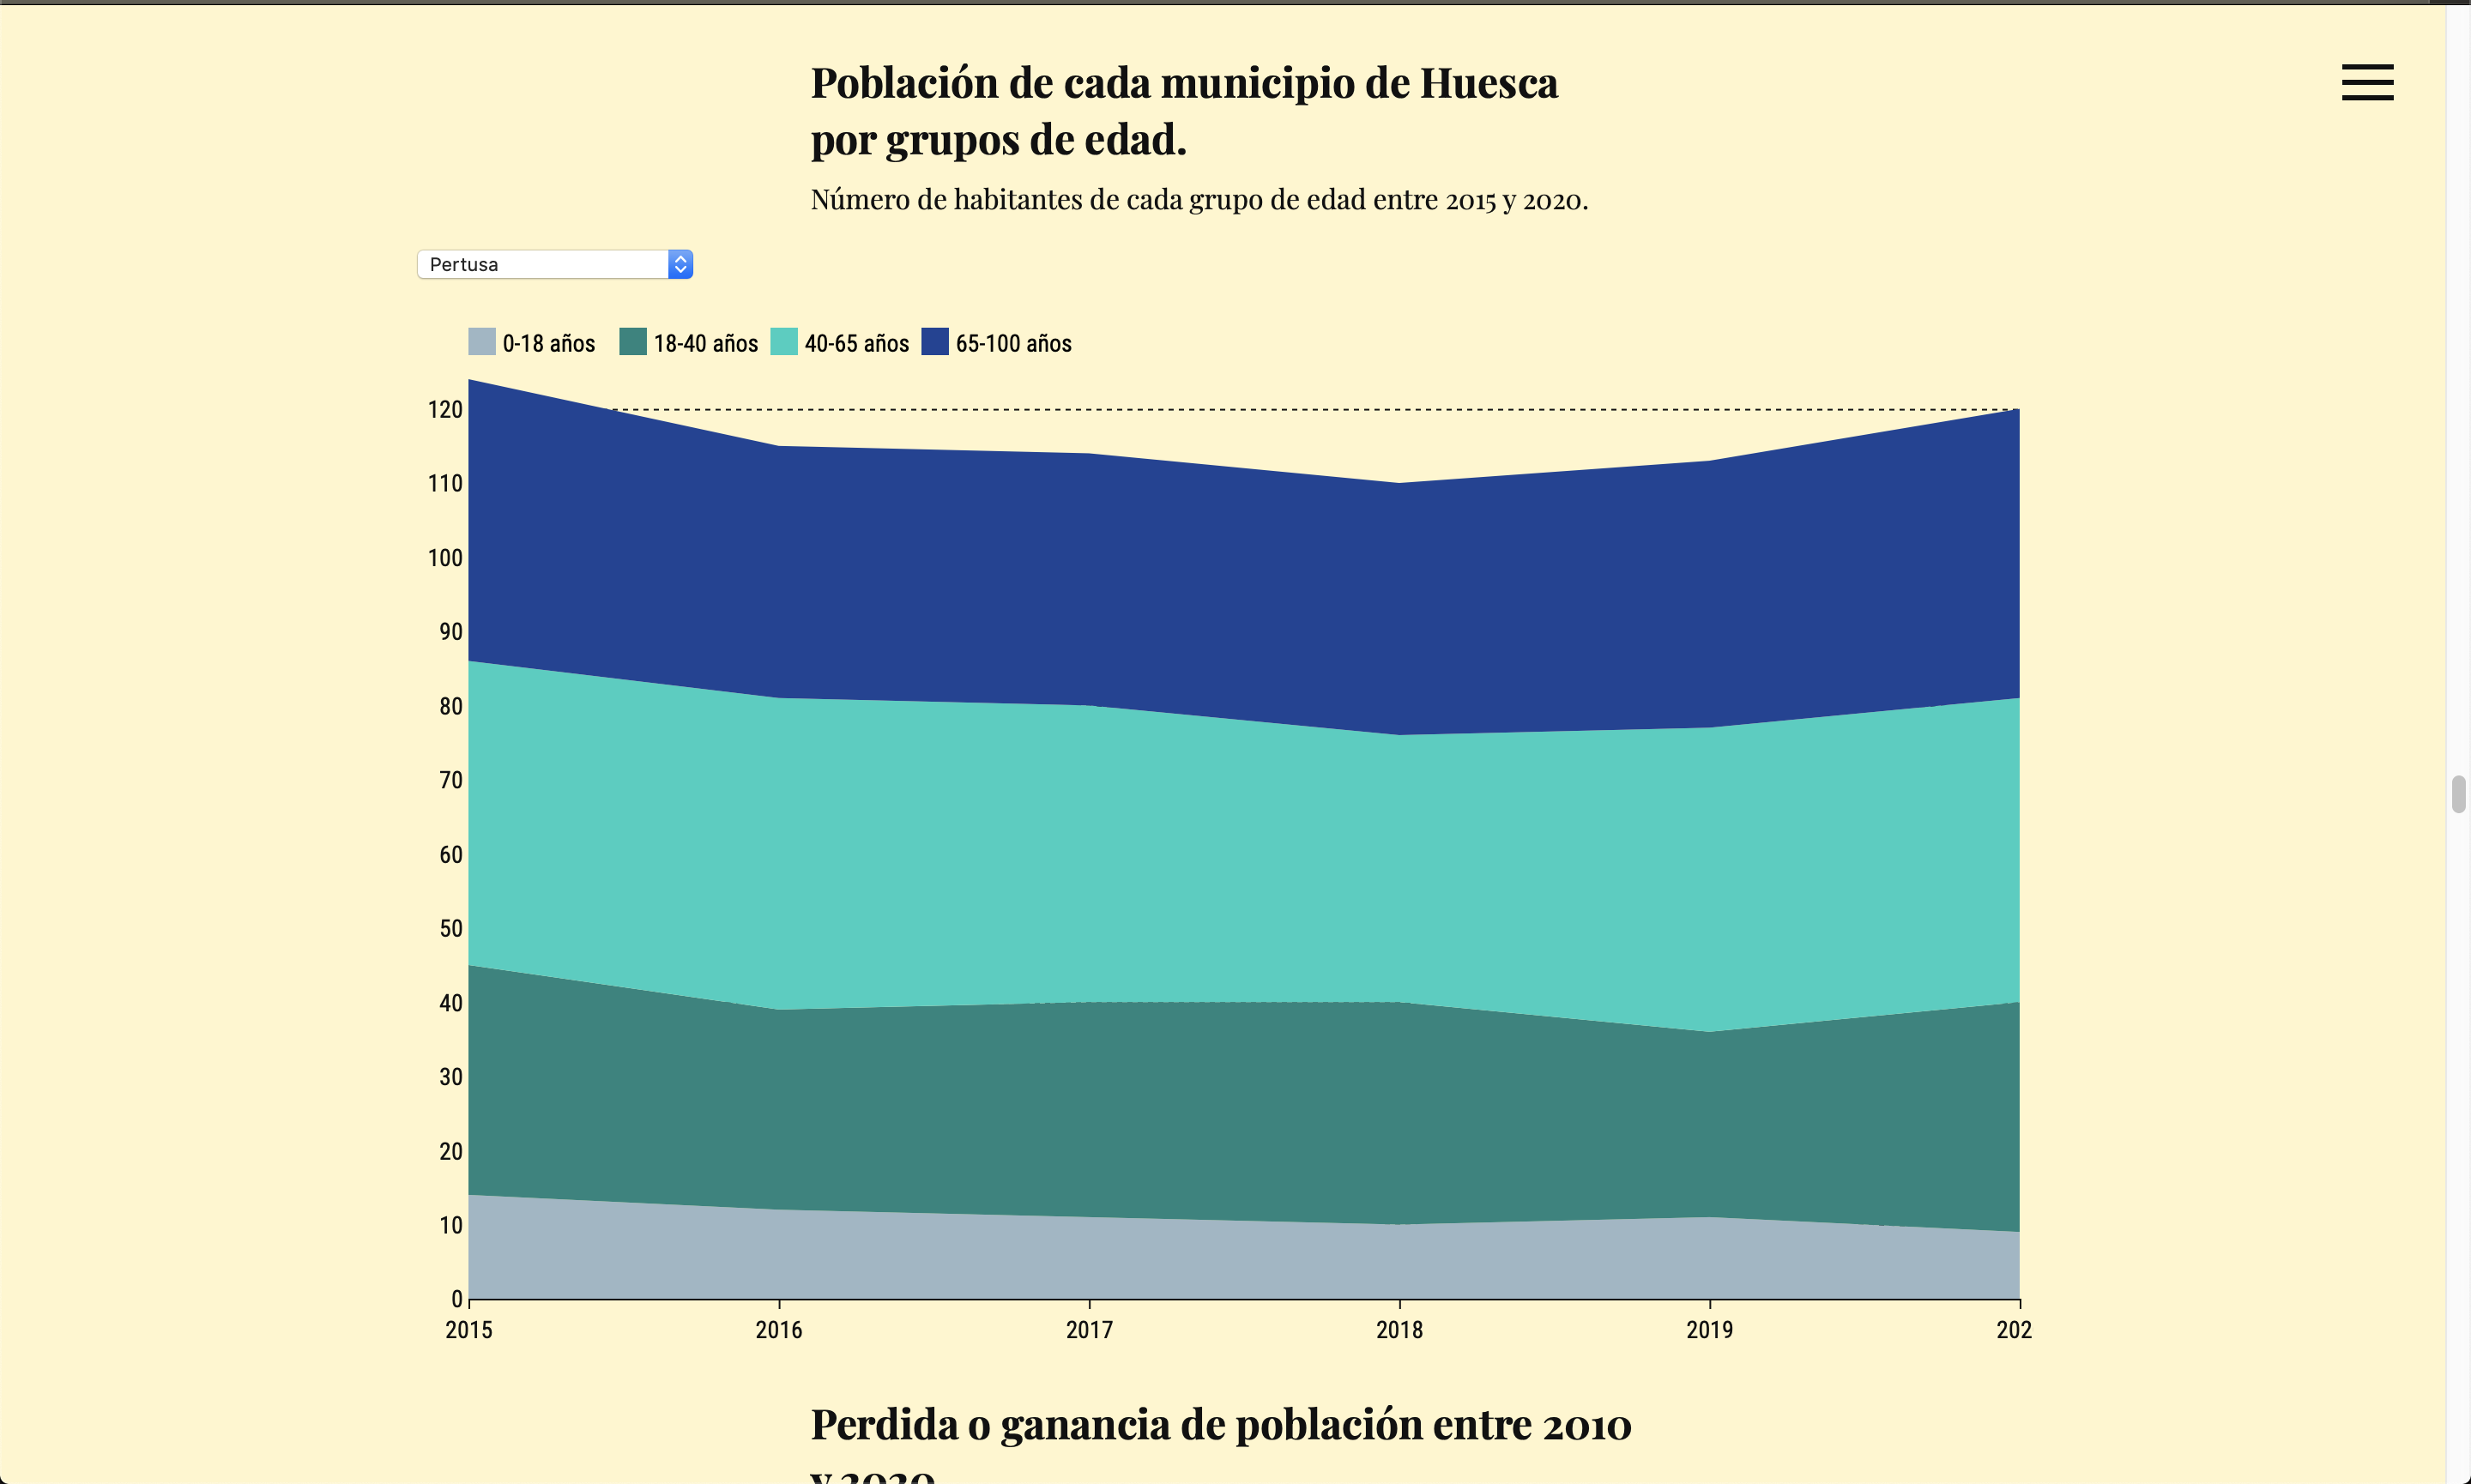 Población de cada municipio de Huesca
por grupos de edad.
Número de habitantes de cada grupo de edad entre 2015 y 2020.
Pertusa
0-18 años 18-40 años 40-65 años 65-100 años
120
110
100
90
80
70
60
50
40
30
20
10
0
2015 2016 2017 2018 2019 202
Perdida o ganancia de población entre 2010
y 2020